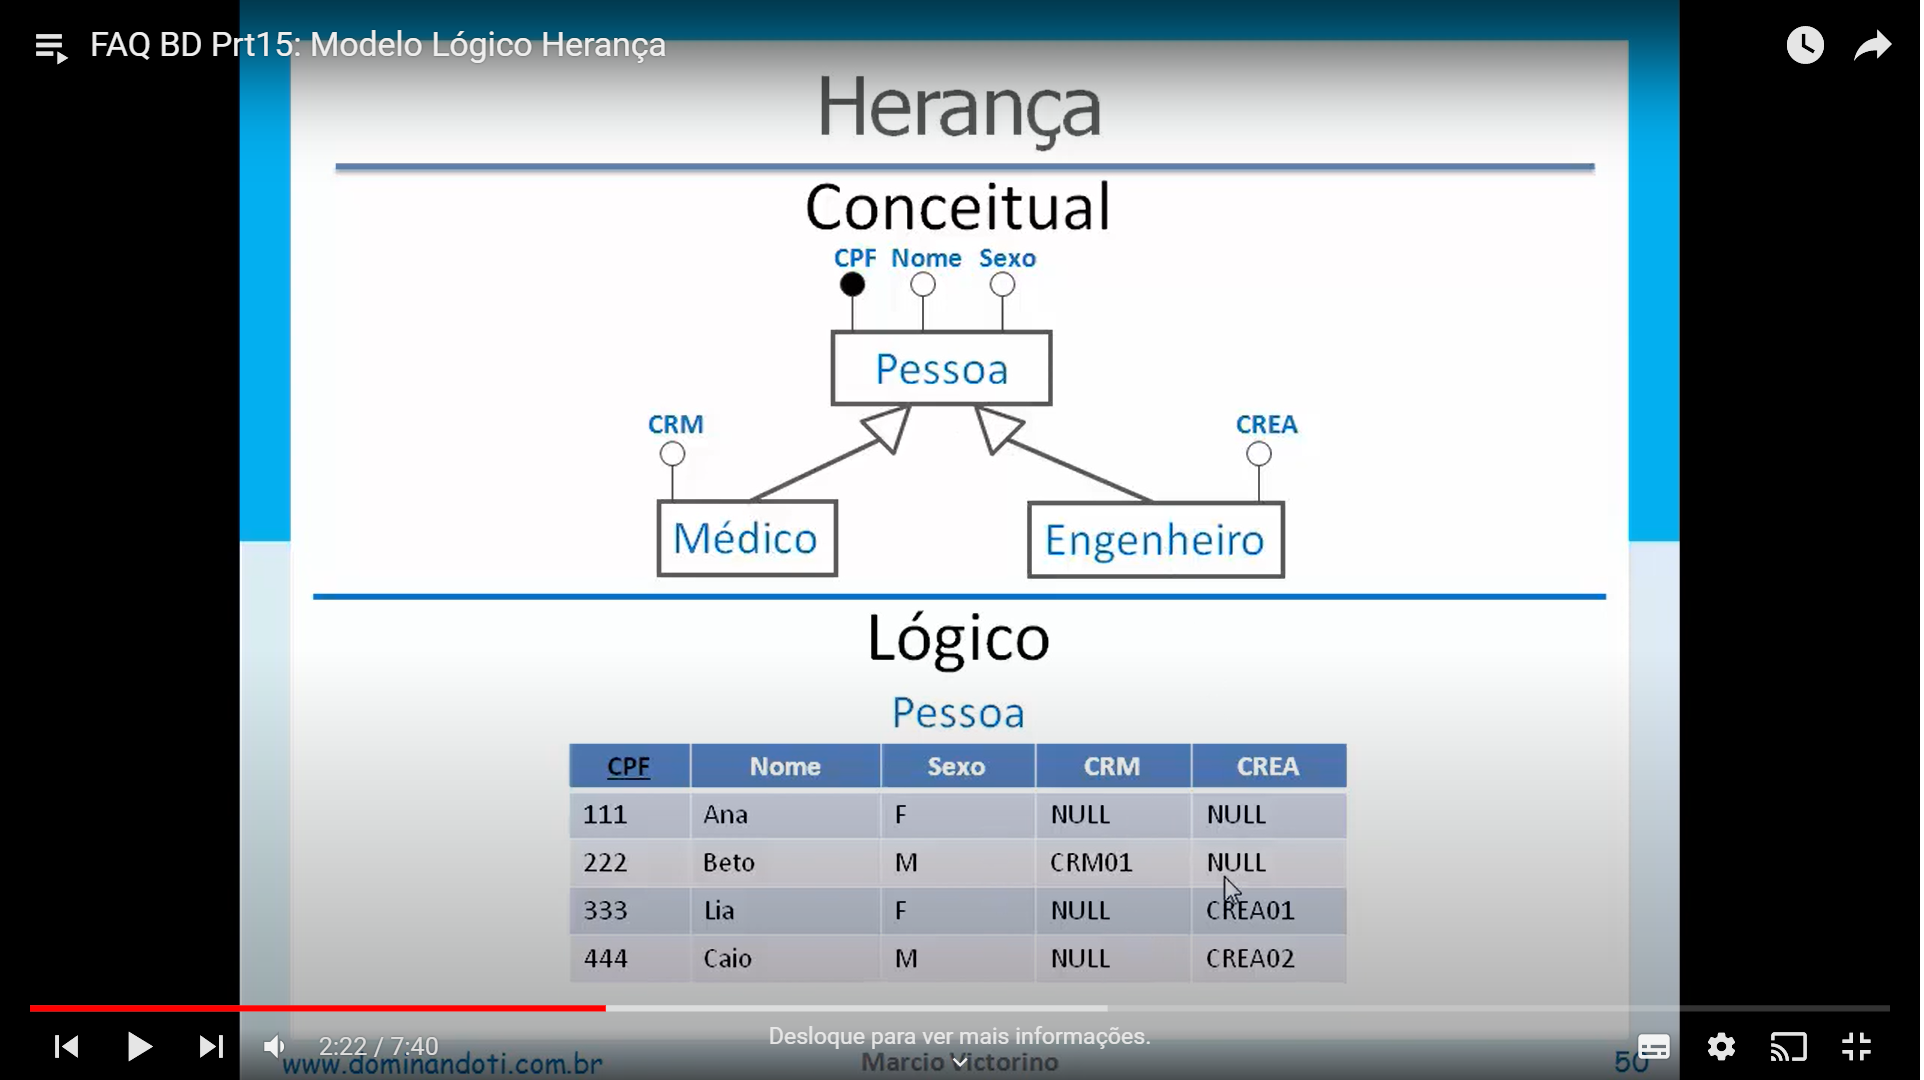 FAQ BD Prt15: Modelo Lógico Herança
Herança
Conceitual
CPF Nome Sexo
Pessoa
CRM CREA
Médico Engenheiro
Lógico
Pessoa
CPF Nome Sexo CRM CREA
111 Ana F NULL NULL
222 Beto M CRM01 NULL
333 Lia F NULL CREA01
444 Caio M NULL CREA02
Desloque para ver mais informações.
2:22 / 7:40
www.dominandoti.com.br Marcio Victorino 50